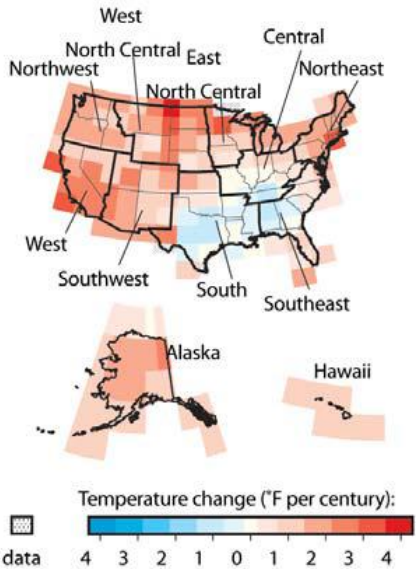 West
North Central
East
North Central
Central
Northwest
Northeast
West
Southwest
South
Southeast
Alaska
Hawaii
Temperature change (°F per century):
data 4 3 2 1 0 1 2 3 4